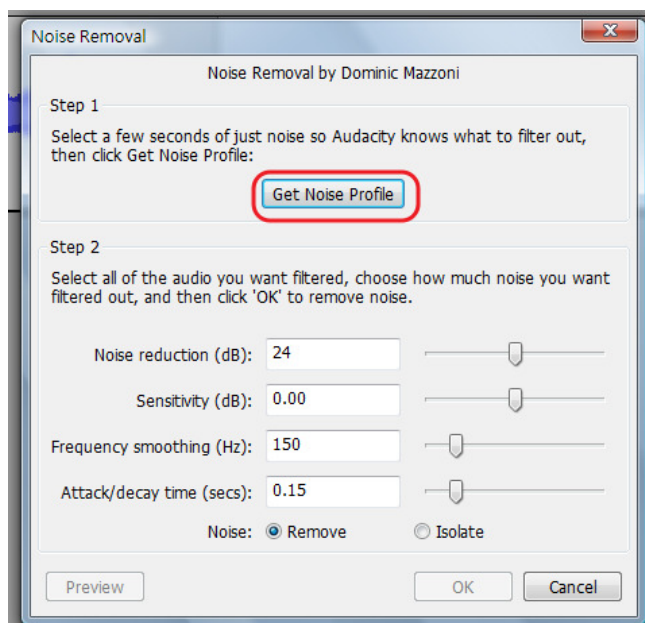 Noise Removal
Noise Removal by Dominic Mazzoni
Step 1
Select a few seconds of just noise so Audacity knows what to filter out,
then click Get Noise Profile:
Get Noise Profile
Step 2
Select all of the audio you want filtered, choose how much noise you want
filtered out, and then click 'OK' to remove noise.
Noise reduction (dB): 24
Sensitivity (dB): 0.00
Frequency smoothing (Hz): 150
Attack/decay time (secs): 0.15
Noise: Remove Isolate
Preview OK Cancel